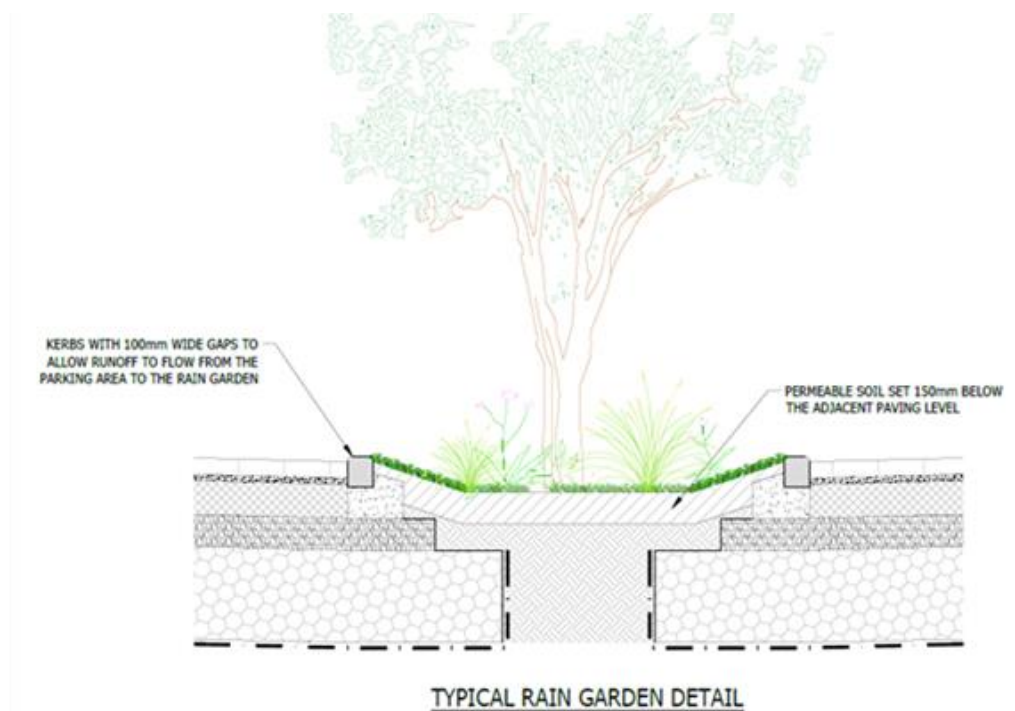 KERBS WITH 100mm WIDE GAPS TO
ALLOW RUNOFF TO FLOW FROM THE
PARKING AREA TO THE RAIN GARDEN
PERMEABLE SOIL SET 150mm BELOW
THE ADJACENT PAVING LEVEL
TYPICAL RAIN GARDEN DETAIL